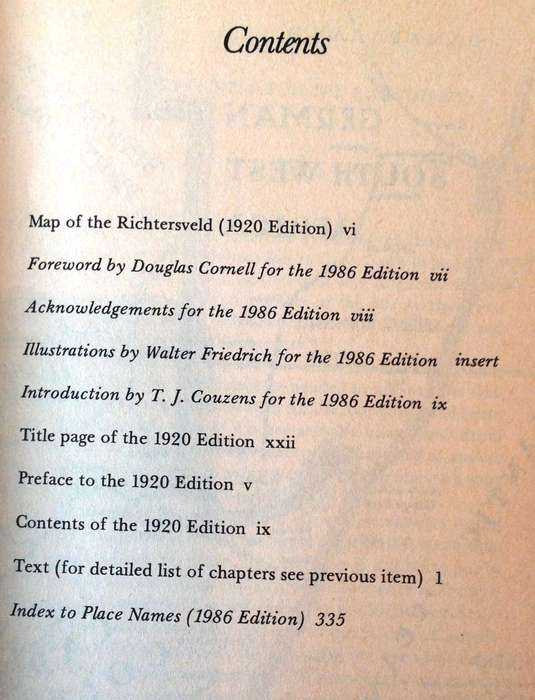 Contents
Map of the Richtersveld (1920 Edition) vi
Foreword by Douglas Cornell for the 1986 Edition vii
Acknowledgements for the 1986 Edition viii
Illustrations by Walter Friedrich for the 1986 Edition insert
Introduction by T. J. Couzens for the 1986 Edition ix
Title page of the 1920 Edition xxii
Preface to the 1920 Edition v
Contents of the 1920 Edition ix
Text (for detailed list of chapters see previous item) 1
Index to Place Names (1986 Edition) 335